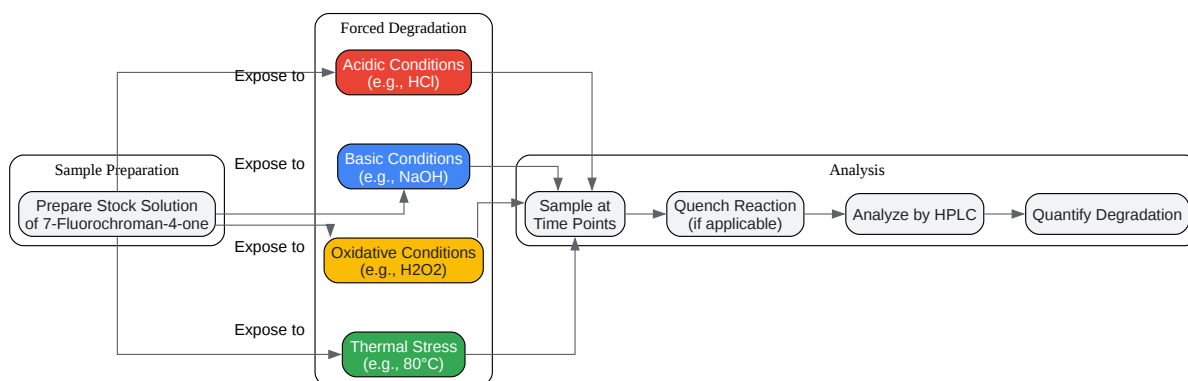 Forced Degradation
Expose to
Acidic Conditions
(e.g., HCl)
Sample Preparation
Expose to
Basic Conditions
(e.g., NaOH)
Analysis
Prepare Stock Solution
of 7-Fluorochroman-4-one
Sample at
Time Points
Quench Reaction
(if applicable)
Analyze by HPLC
Quantify Degradation
Expose to
Oxidative Conditions
(e.g., H2O2)
Expose to
Thermal Stress
(e.g., 80°C)